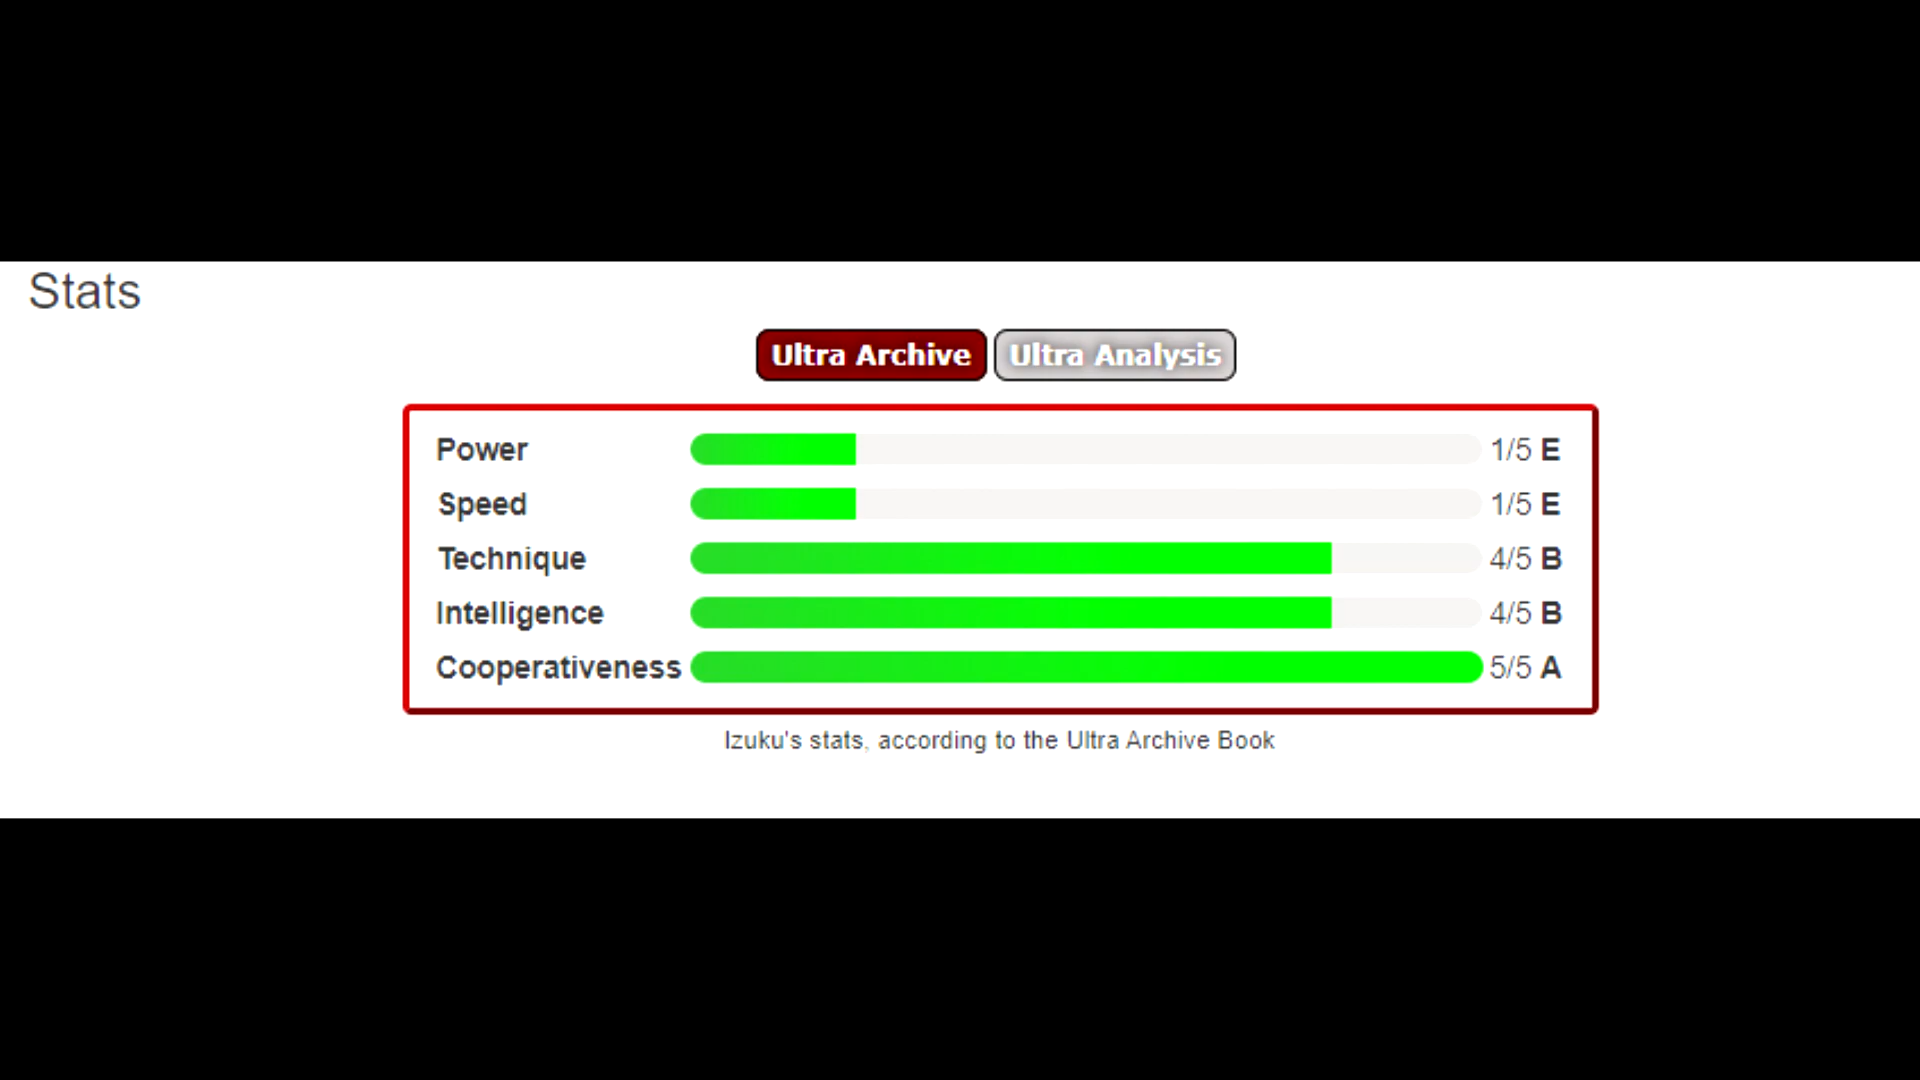 Stats
Ultra Archive Ultra Analysis
Power 1/5 E
Speed 1/5 E
Technique 4/5 B
Intelligence 4/5 B
Cooperativeness 5/5 A
Izuku's stats, according to the Ultra Archive Book